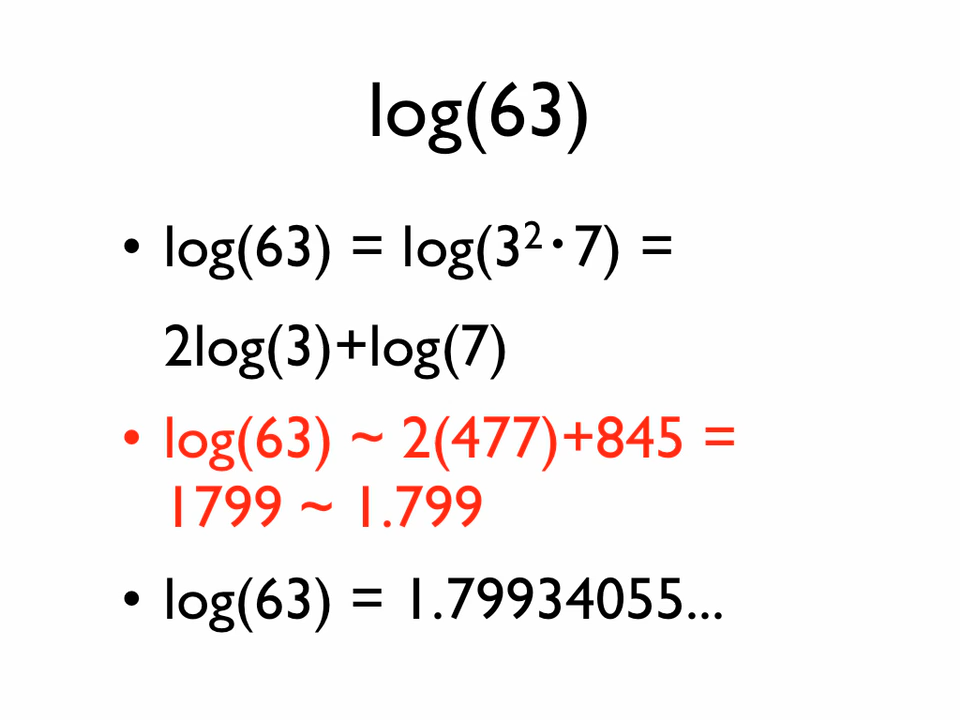 log(63)
• log(63) = log(3²·7) =
2log(3)+log(7)
• log(63) ~ 2(477)+845 =
1799 ~ 1.799
• log(63) = 1.79934055...